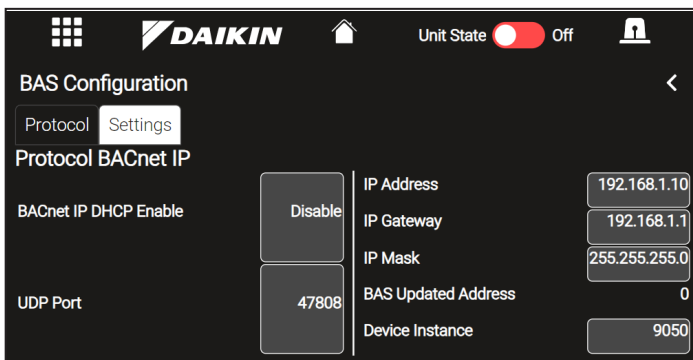 DAIKIN
Unit State Off
BAS Configuration
Protocol Settings
Protocol BACnet IP
BACnet IP DHCP Enable Disable
UDP Port 47808
IP Address 192.168.1.10
IP Gateway 192.168.1.1
IP Mask 255.255.255.0
BAS Updated Address 0
Device Instance 9050